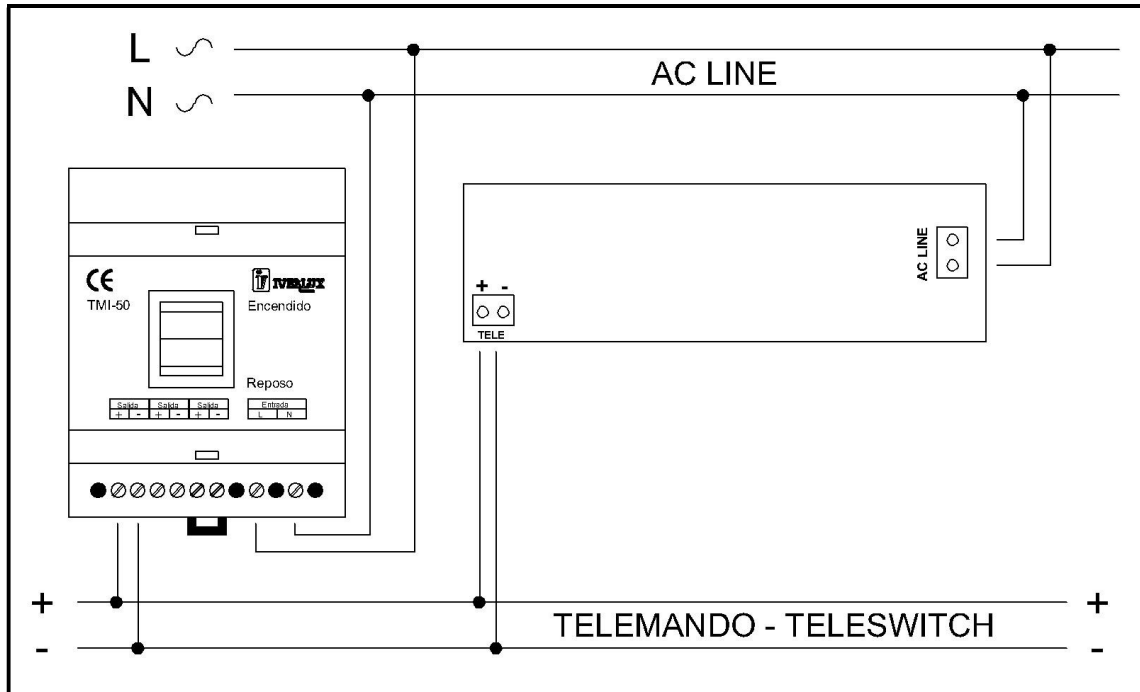 L
N
AC LINE
CE
IVERLUX
TMI-50
Encendido
Reposo
Salida Salida Salida
+ - + - + -
Entrada
L N
+ -
TELE
AC LINE
+ +
TELEMANDO - TELESWITCH
- -